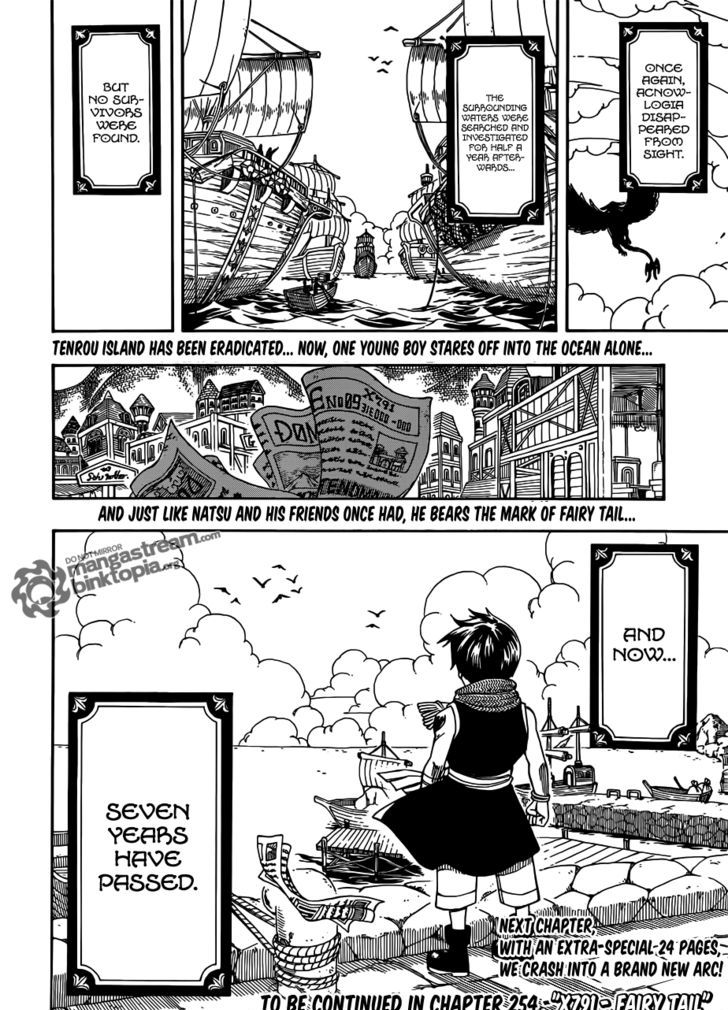 ONCE
AGAIN,
ACNOW-
LOGIA
DISAP-
PEARED
FROM
SIGHT.
THE
SURROUNDING
WATERS WERE
SEARCHED AND
INVESTIGATED
FOR HALF
A YEAR AFTER-
WARDS...
BUT
NO SUR-
VIVORS
WERE
FOUND.
TENROU ISLAND HAS BEEN ERADICATED... NOW, ONE YOUNG BOY STARES OFF INTO THE OCEAN ALONE...
X791
DON
AND JUST LIKE NATSU AND HIS FRIENDS ONCE HAD, HE BEARS THE MARK OF FAIRY TAIL...
DO NOT MIRROR
mangastream.com
binktopia.org
AND
NOW...
SEVEN
YEARS
HAVE
PASSED.
NEXT CHAPTER,
WITH AN EXTRA-SPECIAL 24 PAGES,
WE CRASH INTO A BRAND NEW ARC!
TO BE CONTINUED IN CHAPTER 254 - "X791 - FAIRY TAIL"